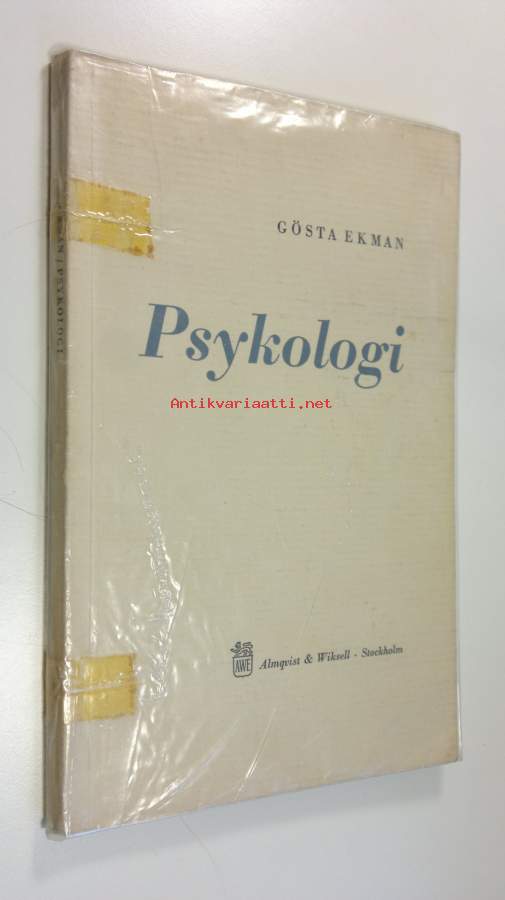 GÖSTA EKMAN
Psykologi
Antikvariaatti.net
AWE
Almqvist & Wiksell - Stockholm
EKMAN / PSYKOLOGI